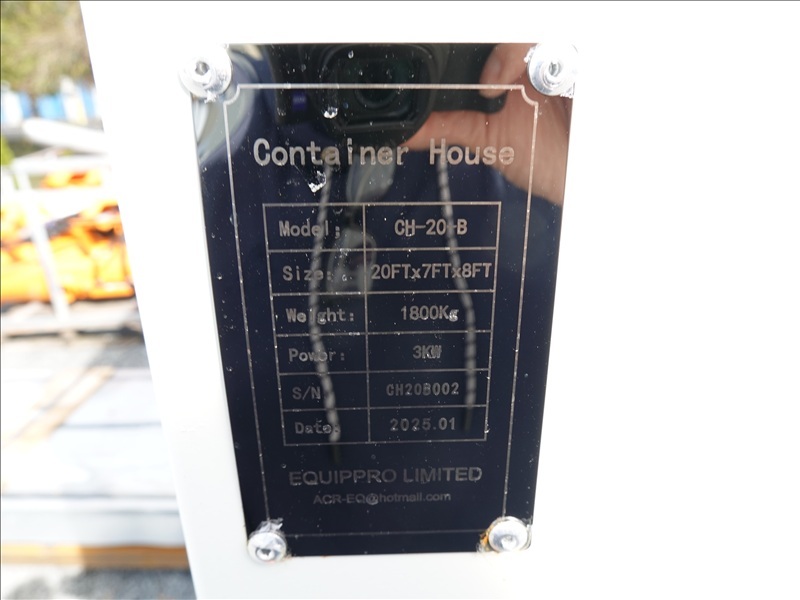 Container House
Model: CH-20-B
Size: 20FTx7FTx8FT
Weight: 1800Kg
Power: 3KW
S/N CH20B002
Date: 2025.01
EQUIPPRO LIMITED
ACR-EQ@hotmail.com